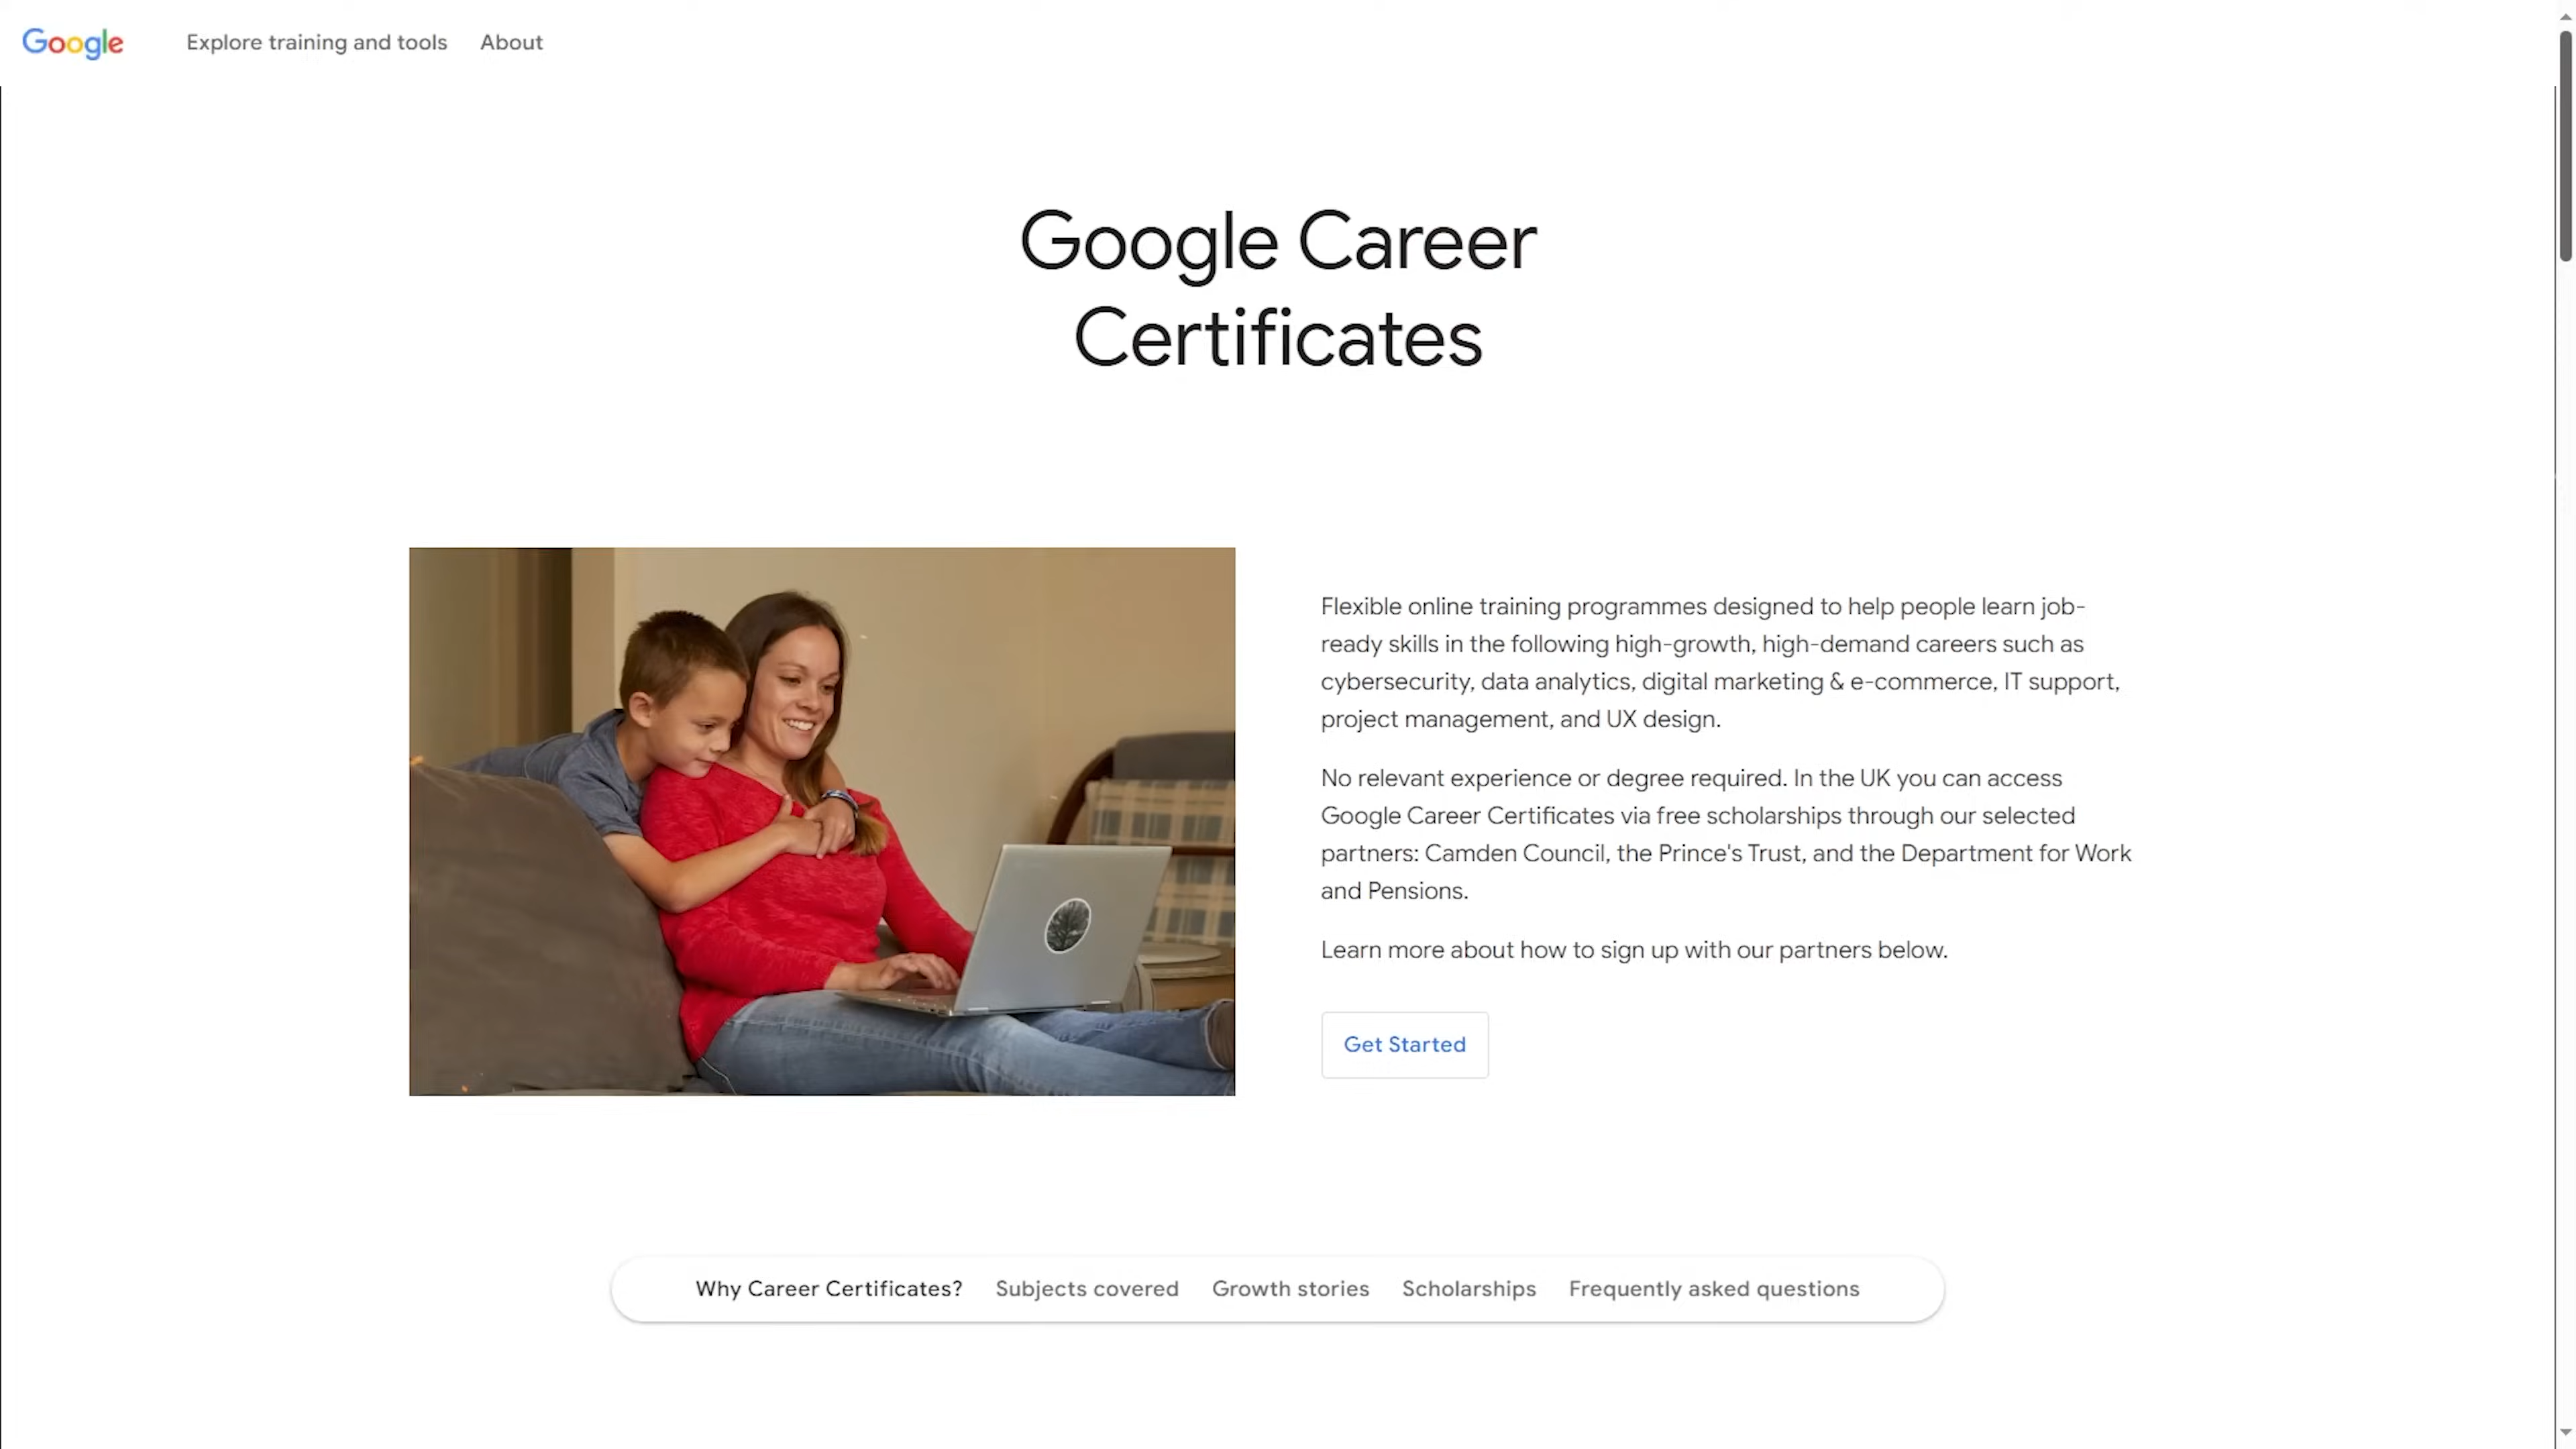 Google Explore training and tools About
Google Career
Certificates
Flexible online training programmes designed to help people learn job-
ready skills in the following high-growth, high-demand careers such as
cybersecurity, data analytics, digital marketing & e-commerce, IT support,
project management, and UX design.
No relevant experience or degree required. In the UK you can access
Google Career Certificates via free scholarships through our selected
partners: Camden Council, the Prince's Trust, and the Department for Work
and Pensions.
Learn more about how to sign up with our partners below.
Get Started
Why Career Certificates? Subjects covered Growth stories Scholarships Frequently asked questions